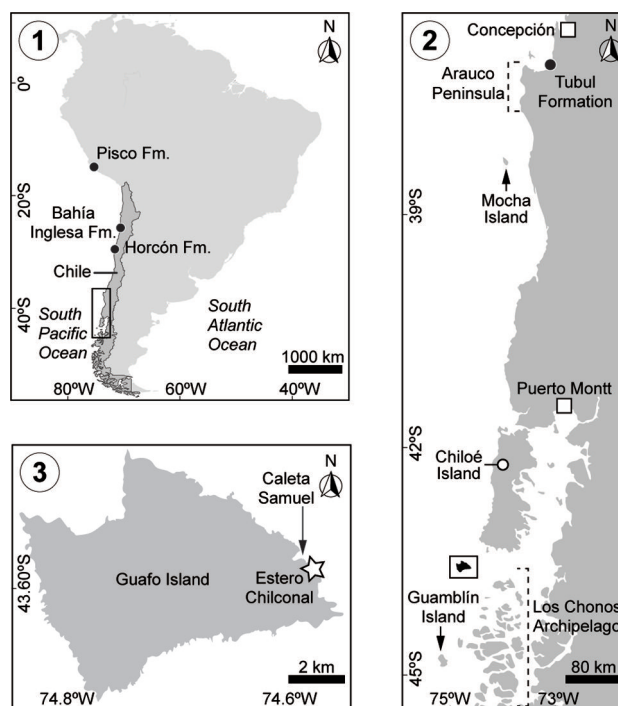 1
N
0°
Pisco Fm.
20°S
Bahía
Inglesa Fm.
Horcón Fm.
Chile
40°S
South
Pacific
Ocean
South
Atlantic
Ocean
1000 km
80°W
60°W
40°W
2
N
Concepción
Arauco
Peninsula
Tubul
Formation
39°S
Mocha
Island
Puerto Montt
42°S
Chiloé
Island
Guamblín
Island
Los Chonos
Archipelago
45°S
80 km
75°W
73°W
3
N
Caleta
Samuel
43.60°S
Guafo Island
Estero
Chilconal
2 km
74.8°W
74.6°W